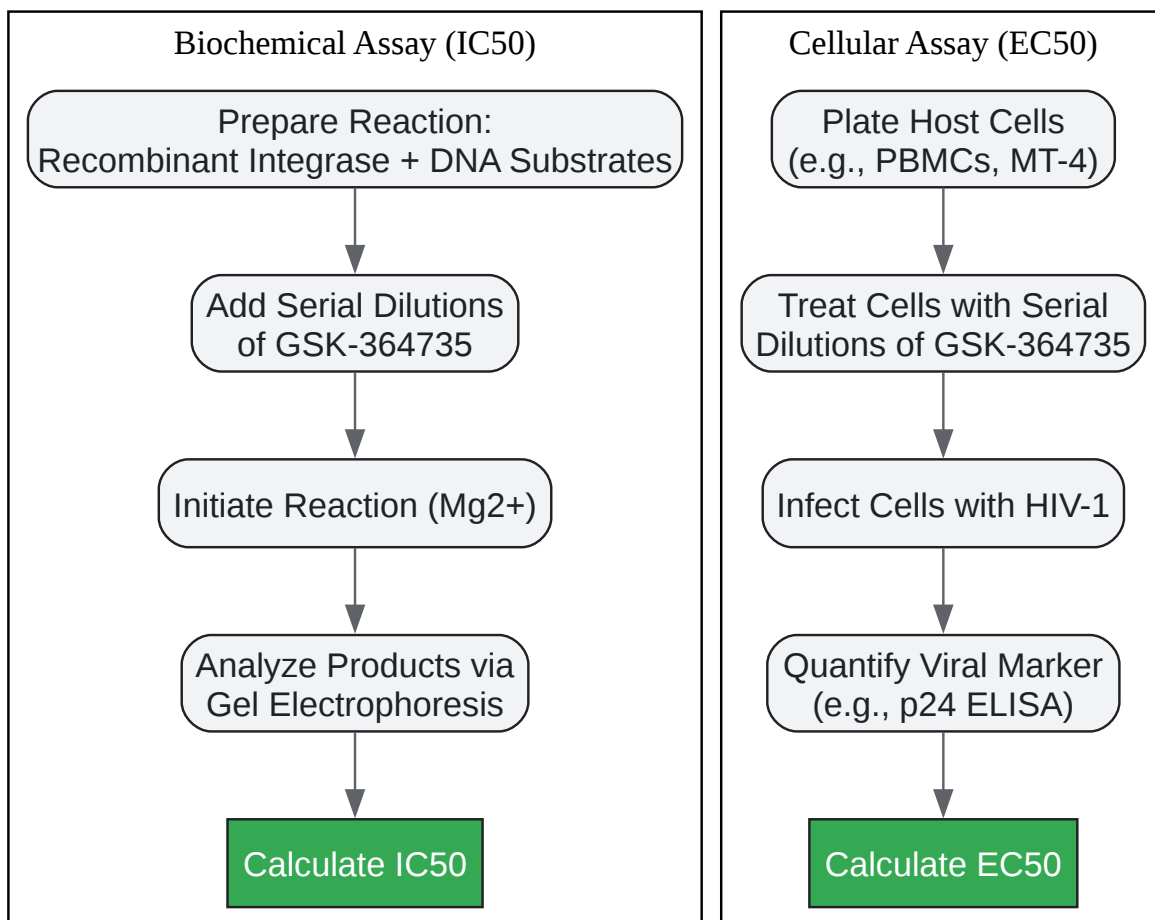 Biochemical Assay (IC50)
Prepare Reaction:
Recombinant Integrase + DNA Substrates
Add Serial Dilutions
of GSK-364735
Initiate Reaction (Mg2+)
Analyze Products via
Gel Electrophoresis
Calculate IC50
Cellular Assay (EC50)
Plate Host Cells
(e.g., PBMCs, MT-4)
Treat Cells with Serial
Dilutions of GSK-364735
Infect Cells with HIV-1
Quantify Viral Marker
(e.g., p24 ELISA)
Calculate EC50